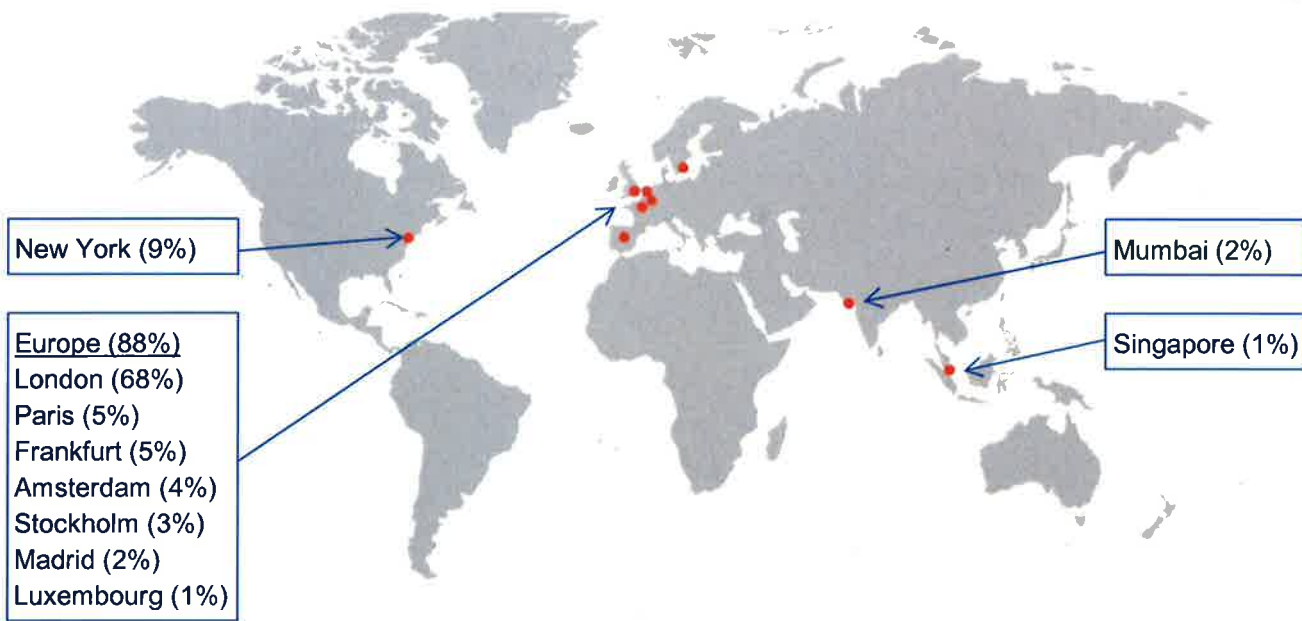 New York (9%)
Europe (88%)
London (68%)
Paris (5%)
Frankfurt (5%)
Amsterdam (4%)
Stockholm (3%)
Madrid (2%)
Luxembourg (1%)
Mumbai (2%)
Singapore (1%)